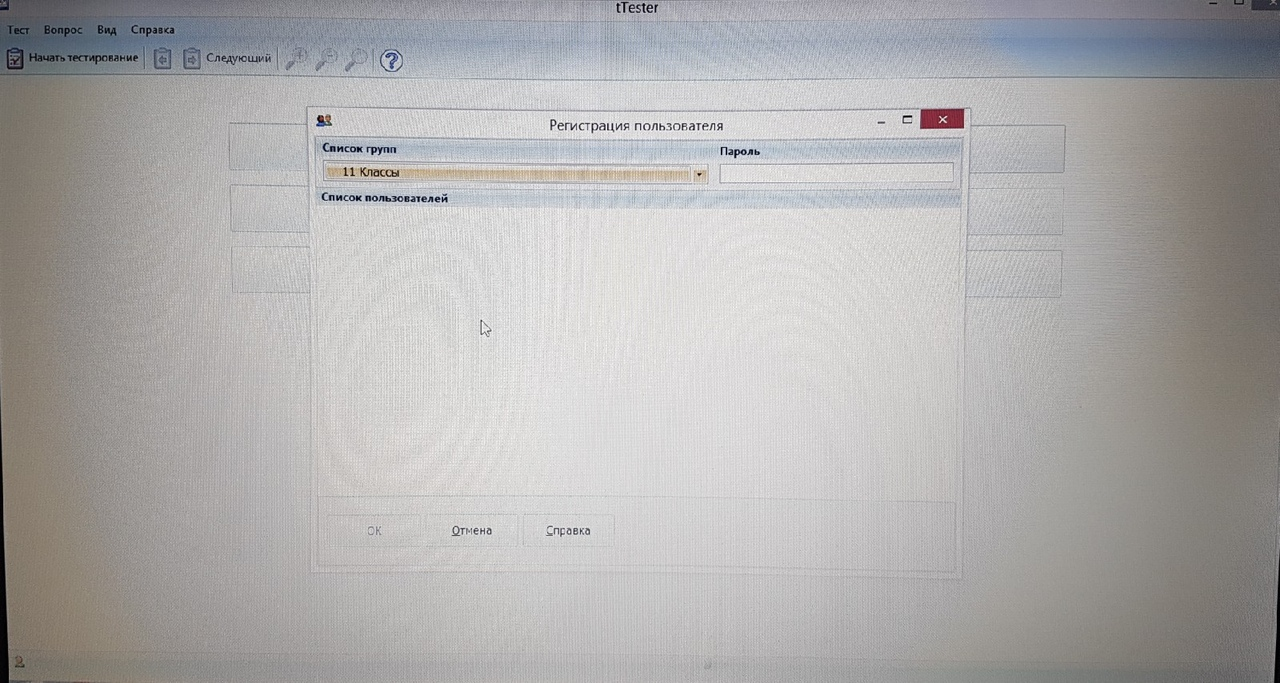 tTester
Тест Вопрос Вид Справка
Начать тестирование Следующий ?
Регистрация пользователя
Список групп Пароль
11 Классы
Список пользователей
OK Отмена Справка